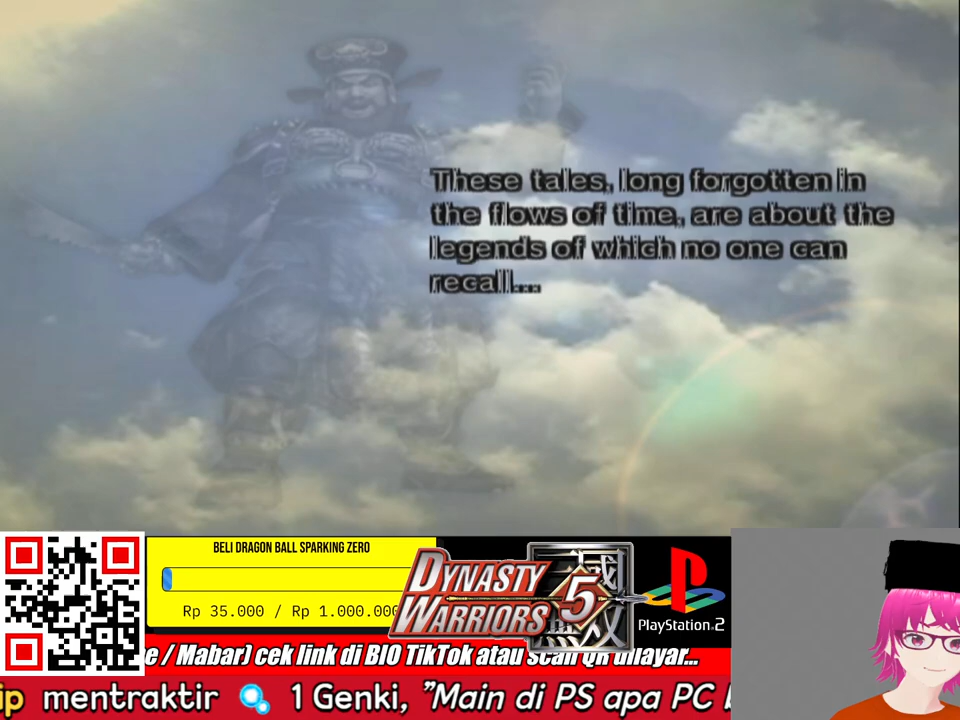 These tales, long forgotten in
the flows of time, are about the
legends of which no one can
recall...
BELI DRAGON BALL SPARKING ZERO
Rp 35.000 / Rp 1.000.000
DYNASTY
WARRIORS 5
PlayStation.2
/ Mabar) cek link di BIO TikTok atau scan QR dilayar...
ip mentraktir 1 Genki, "Main di PS apa PC